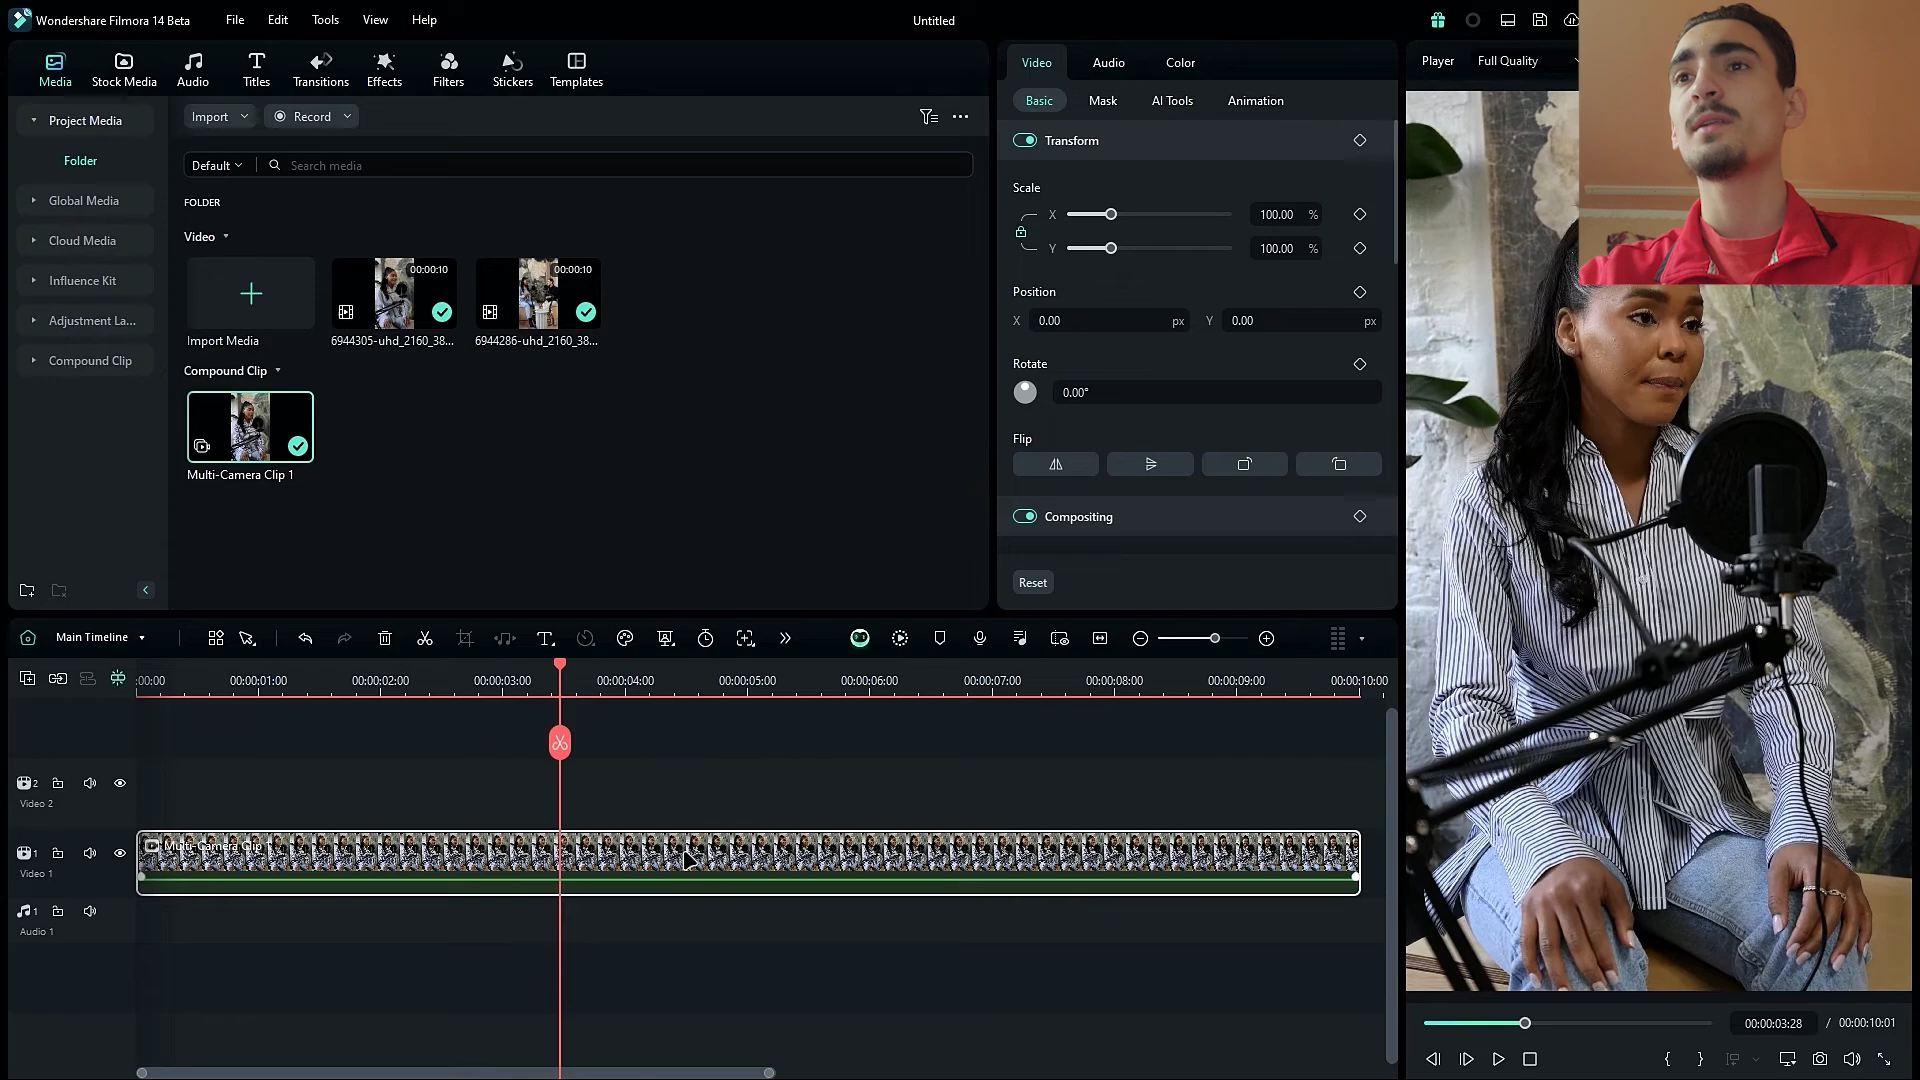 Wondershare Filmora 14 Beta
File
Edit
Tools
View
Help
Untitled
Media
Stock Media
Audio
Titles
Transitions
Effects
Filters
Stickers
Templates
Project Media
Folder
Global Media
Cloud Media
Influence Kit
Adjustment La...
Compound Clip
Import
Record
Default
Search media
FOLDER
Video
00:00:10
00:00:10
Import Media
6944305-uhd_2160_38...
6944286-uhd_2160_38...
Compound Clip
Multi-Camera Clip 1
Video
Audio
Color
Basic
Mask
AI Tools
Animation
Transform
Scale
X
100.00
%
Y
100.00
%
Position
X
0.00
px
Y
0.00
px
Rotate
0.00°
Flip
Compositing
Reset
Player
Full Quality
00:00:03:28
/
00:00:10:01
Main Timeline
:00:00
00:00:01:00
00:00:02:00
00:00:03:00
00:00:04:00
00:00:05:00
00:00:06:00
00:00:07:00
00:00:08:00
00:00:09:00
00:00:10:00
2
Video 2
1
Video 1
Multi-Camera Clip
1
Audio 1